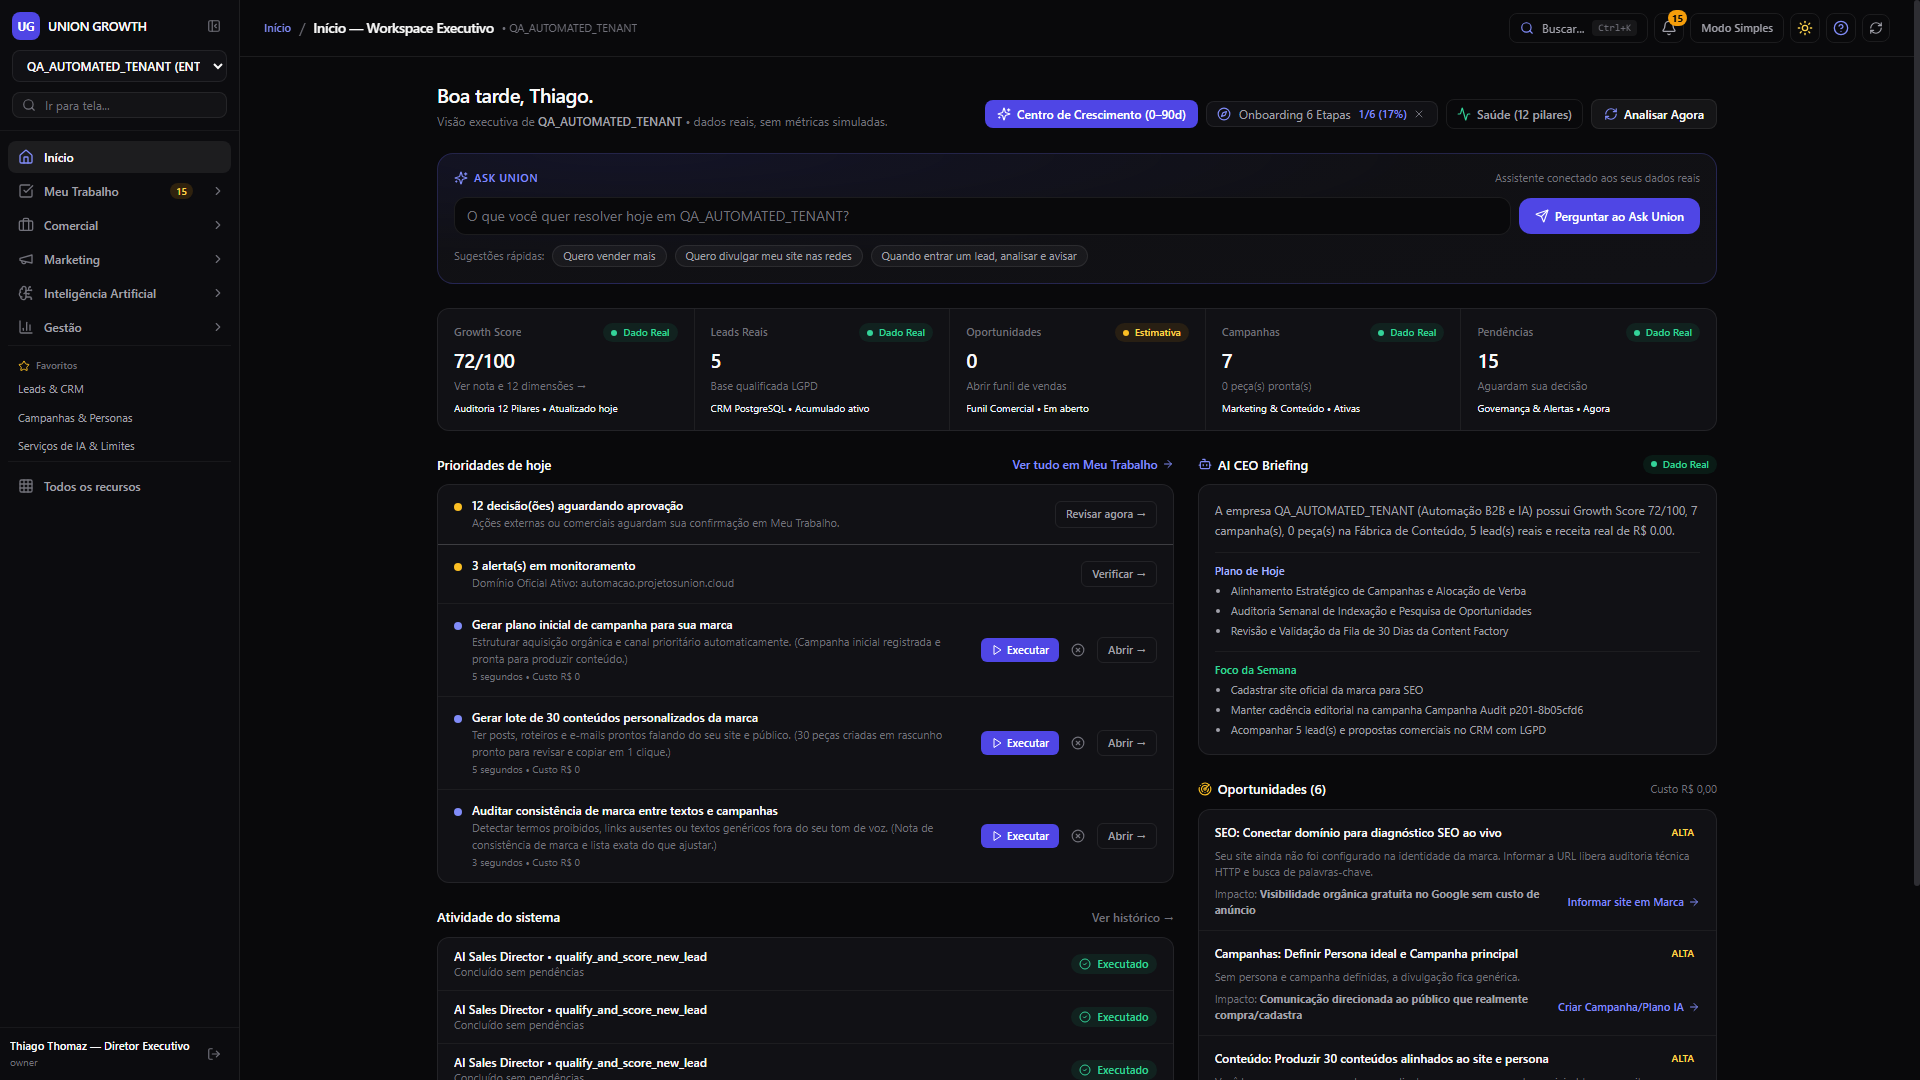 UG UNION GROWTH
QA_AUTOMATED_TENANT (ENT
Ir para tela...
Início
Meu Trabalho 15
Comercial
Marketing
Inteligência Artificial
Gestão
Favoritos
Leads & CRM
Campanhas & Personas
Serviços de IA & Limites
Todos os recursos
Thiago Thomaz — Diretor Executivo
owner
Início / Início — Workspace Executivo • QA_AUTOMATED_TENANT
Buscar... Ctrl+K
15
Modo Simples
Boa tarde, Thiago.
Visão executiva de QA_AUTOMATED_TENANT • dados reais, sem métricas simuladas.
Centro de Crescimento (0–90d)
Onboarding 6 Etapas 1/6 (17%)
Saúde (12 pilares)
Analisar Agora
ASK UNION
Assistente conectado aos seus dados reais
O que você quer resolver hoje em QA_AUTOMATED_TENANT?
Perguntar ao Ask Union
Sugestões rápidas: Quero vender mais Quero divulgar meu site nas redes Quando entrar um lead, analisar e avisar
Growth Score Dado Real
72/100
Ver nota e 12 dimensões →
Auditoria 12 Pilares • Atualizado hoje
Leads Reais Dado Real
5
Base qualificada LGPD
CRM PostgreSQL • Acumulado ativo
Oportunidades Estimativa
0
Abrir funil de vendas
Funil Comercial • Em aberto
Campanhas Dado Real
7
0 peça(s) pronta(s)
Marketing & Conteúdo • Ativas
Pendências Dado Real
15
Aguardam sua decisão
Governança & Alertas • Agora
Prioridades de hoje
Ver tudo em Meu Trabalho →
12 decisão(ões) aguardando aprovação
Ações externas ou comerciais aguardam sua confirmação em Meu Trabalho.
Revisar agora →
3 alerta(s) em monitoramento
Domínio Oficial Ativo: automacao.projetosunion.cloud
Verificar →
Gerar plano inicial de campanha para sua marca
Estruturar aquisição orgânica e canal prioritário automaticamente. (Campanha inicial registrada e
pronta para produzir conteúdo.)
5 segundos • Custo R$ 0
Executar
Abrir →
Gerar lote de 30 conteúdos personalizados da marca
Ter posts, roteiros e e-mails prontos falando do seu site e público. (30 peças criadas em rascunho
pronto para revisar e copiar em 1 clique.)
5 segundos • Custo R$ 0
Executar
Abrir →
Auditar consistência de marca entre textos e campanhas
Detectar termos proibidos, links ausentes ou textos genéricos fora do seu tom de voz. (Nota de
consistência de marca e lista exata do que ajustar.)
3 segundos • Custo R$ 0
Executar
Abrir →
Atividade do sistema
Ver histórico →
AI Sales Director • qualify_and_score_new_lead
Concluído sem pendências
Executado
AI Sales Director • qualify_and_score_new_lead
Concluído sem pendências
Executado
AI Sales Director • qualify_and_score_new_lead
Concluído sem pendências
Executado
AI CEO Briefing
Dado Real
A empresa QA_AUTOMATED_TENANT (Automação B2B e IA) possui Growth Score 72/100, 7
campanha(s), 0 peça(s) na Fábrica de Conteúdo, 5 lead(s) reais e receita real de R$ 0.00.
Plano de Hoje
• Alinhamento Estratégico de Campanhas e Alocação de Verba
• Auditoria Semanal de Indexação e Pesquisa de Oportunidades
• Revisão e Validação da Fila de 30 Dias da Content Factory
Foco da Semana
• Cadastrar site oficial da marca para SEO
• Manter cadência editorial na campanha Campanha Audit p201-8b05cfd6
• Acompanhar 5 lead(s) e propostas comerciais no CRM com LGPD
Oportunidades (6)
Custo R$ 0,00
SEO: Conectar domínio para diagnóstico SEO ao vivo ALTA
Seu site ainda não foi configurado na identidade da marca. Informar a URL libera auditoria técnica
HTTP e busca de palavras-chave.
Impacto: Visibilidade orgânica gratuita no Google sem custo de
anúncio
Informar site em Marca →
Campanhas: Definir Persona ideal e Campanha principal ALTA
Sem persona e campanha definidas, a divulgação fica genérica.
Impacto: Comunicação direcionada ao público que realmente
compra/cadastra
Criar Campanha/Plano IA →
Conteúdo: Produzir 30 conteúdos alinhados ao site e persona ALTA